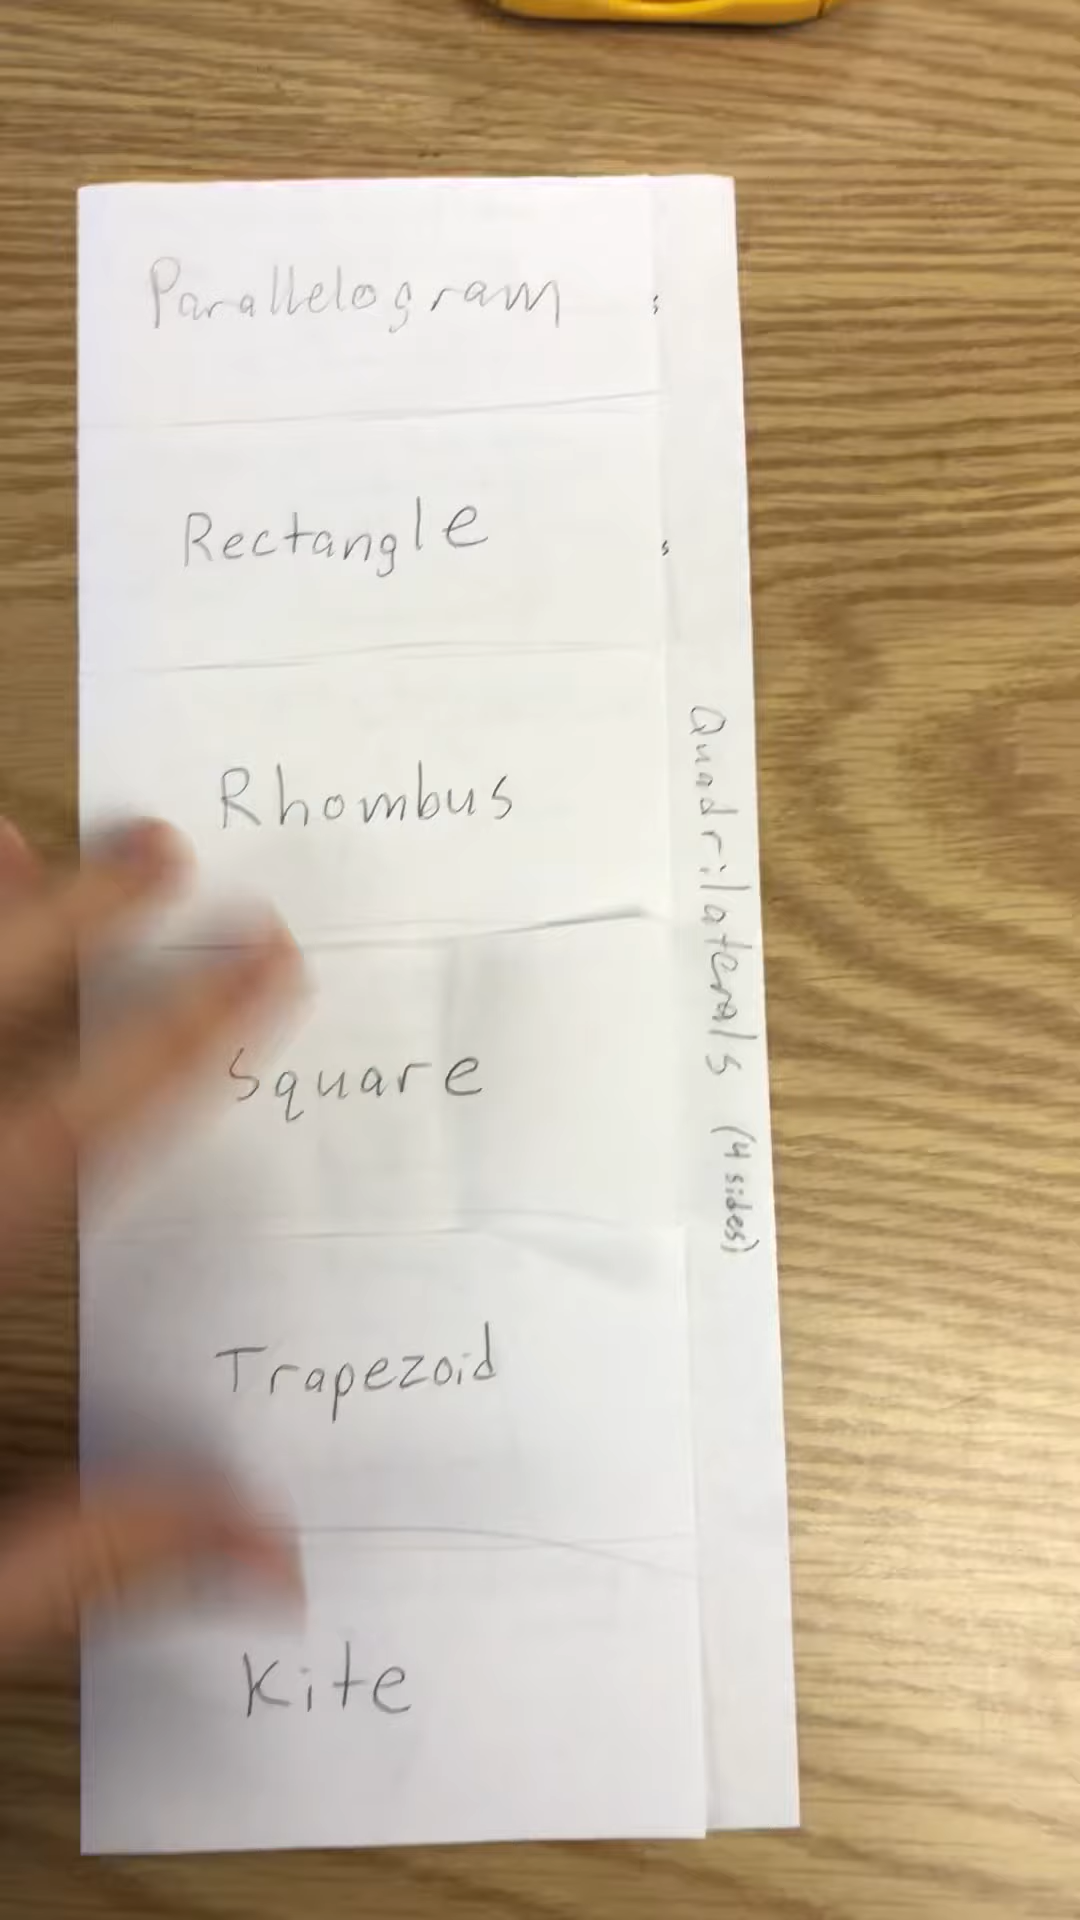 Parallelogram
Rectangle
Rhombus
Square
Trapezoid
Kite
Quadrilaterals (4 sides)